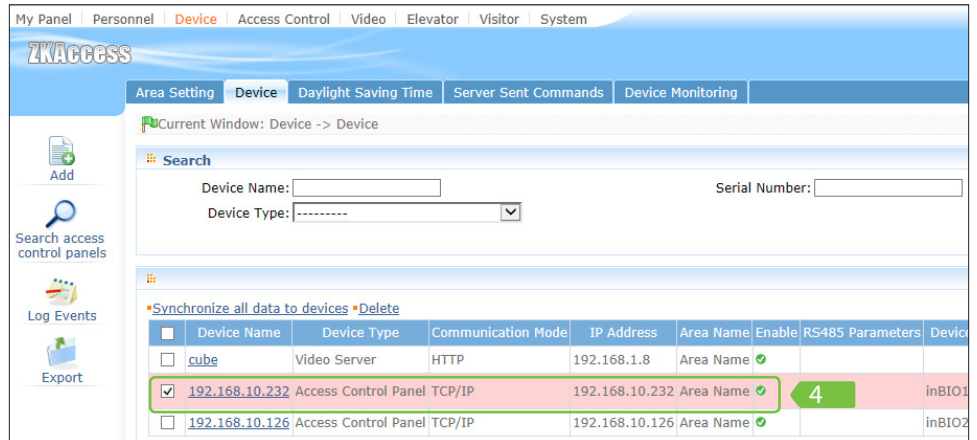 My Panel Personnel Device Access Control Video Elevator Visitor System
ZKAccess
Area Setting Device Daylight Saving Time Server Sent Commands Device Monitoring
Current Window: Device -> Device
Add
Search access
control panels
Log Events
Export
Search
Device Name: Serial Number:
Device Type: ---------
Synchronize all data to devices Delete
Device Name Device Type Communication Mode IP Address Area Name Enable RS485 Parameters Device
cube Video Server HTTP 192.168.1.8 Area Name
192.168.10.232 Access Control Panel TCP/IP 192.168.10.232 Area Name 4 inBIO1
192.168.10.126 Access Control Panel TCP/IP 192.168.10.126 Area Name inBIO2